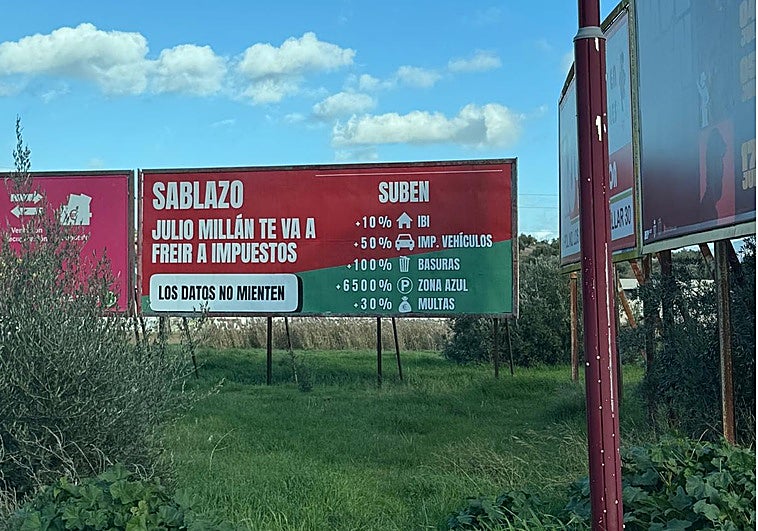 SABLAZO
JULIO MILLÁN TE VA A
FREIR A IMPUESTOS
LOS DATOS NO MIENTEN
SUBEN
+10% IBI
+50% IMP. VEHÍCULOS
+100% BASURAS
+6500% P ZONA AZUL
+30% MULTAS